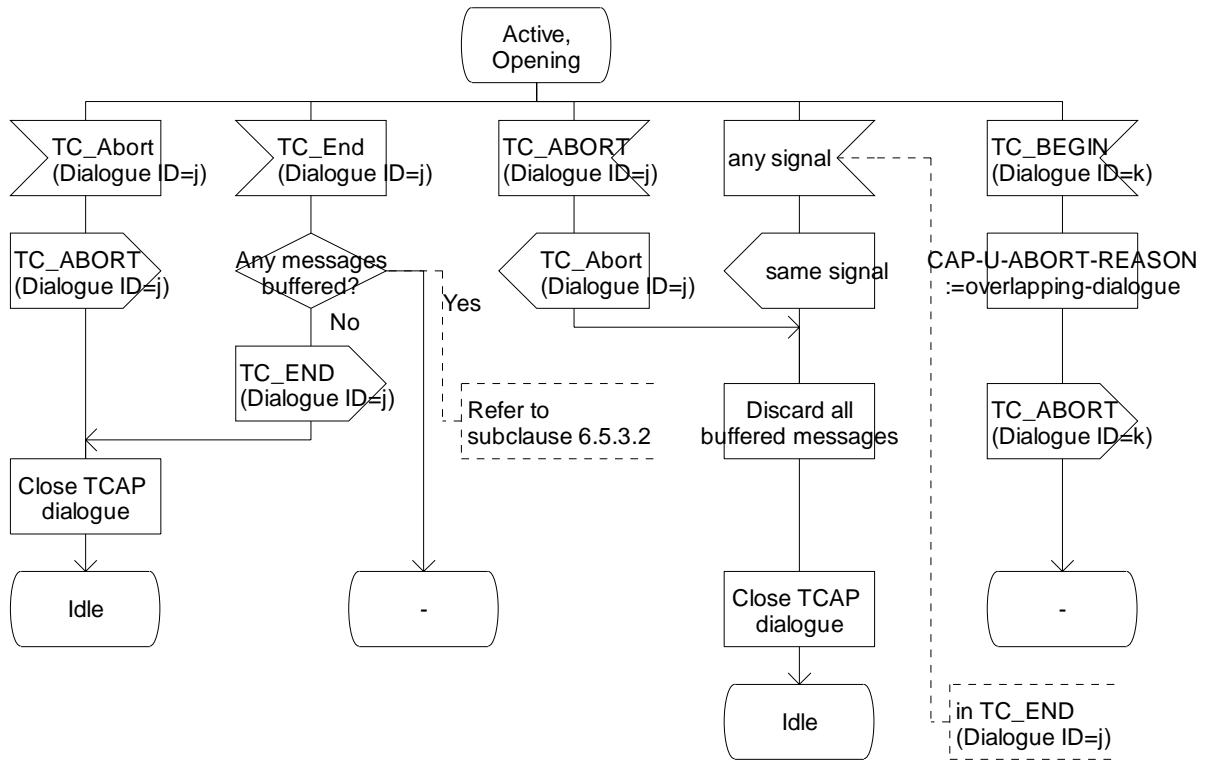 Active,
Opening
TC_Abort
(Dialogue ID=j)
TC_End
(Dialogue ID=j)
TC_ABORT
(Dialogue ID=j)
any signal
TC_BEGIN
(Dialogue ID=k)
TC_ABORT
(Dialogue ID=j)
Any messages
buffered?
Yes
No
TC_Abort
(Dialogue ID=j)
same signal
CAP-U-ABORT-REASON
:=overlapping-dialogue
TC_END
(Dialogue ID=j)
Refer to
subclause 6.5.3.2
Discard all
buffered messages
TC_ABORT
(Dialogue ID=k)
Close TCAP
dialogue
Idle
-
Close TCAP
dialogue
-
Idle
in TC_END
(Dialogue ID=j)